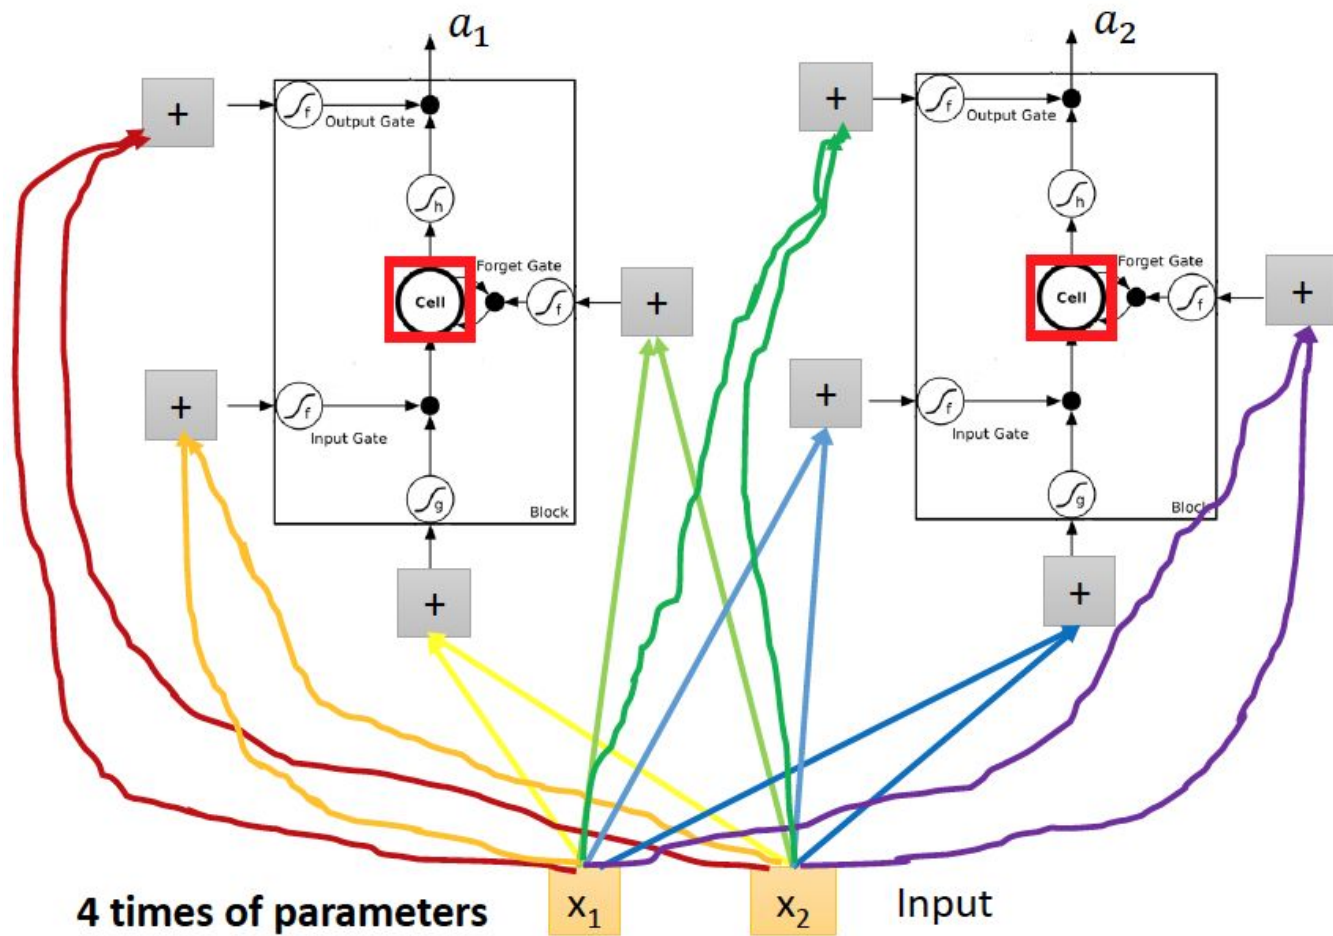 a₁
a₂
+
+
f
Output Gate
f
Output Gate
h
h
Forget Gate
Forget Gate
Cell
f
+
Cell
f
+
+
f
Input Gate
+
f
Input Gate
g
Block
g
Block
+
+
4 times of parameters
x₁
x₂
Input